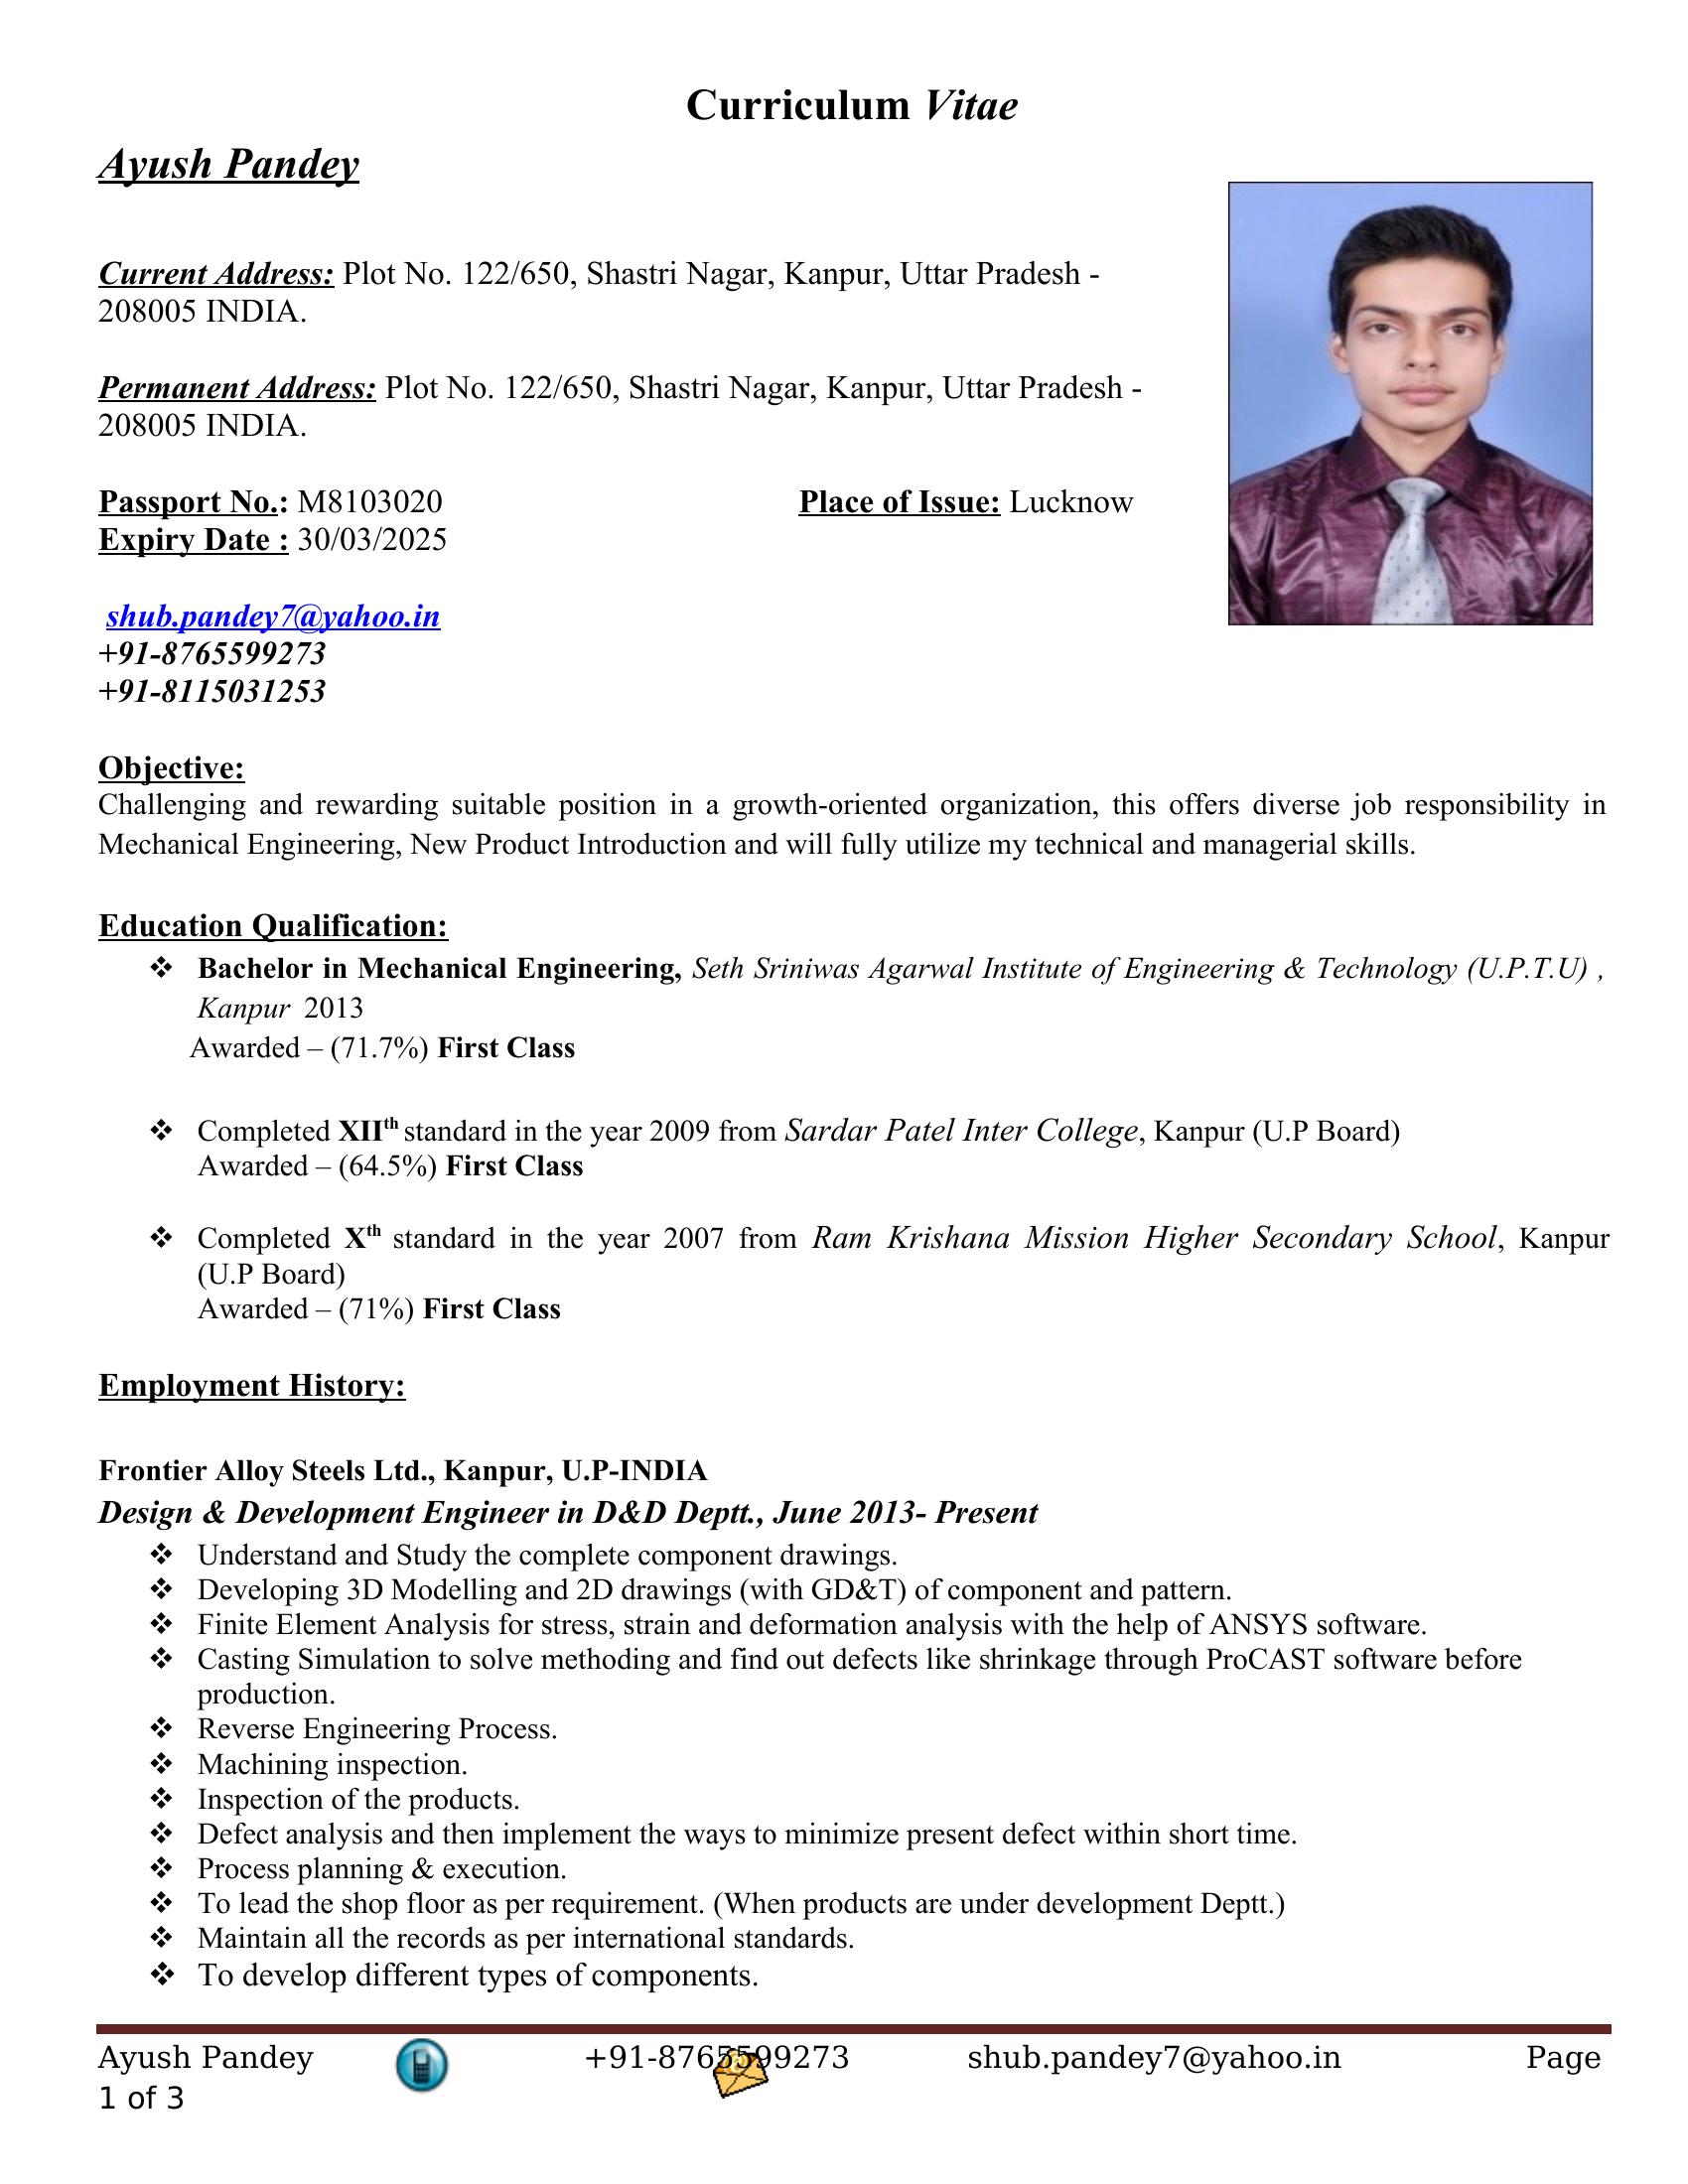 Curriculum Vitae
Ayush Pandey
Current Address: Plot No. 122/650, Shastri Nagar, Kanpur, Uttar Pradesh -
208005 INDIA.
Permanent Address: Plot No. 122/650, Shastri Nagar, Kanpur, Uttar Pradesh -
208005 INDIA.
Passport No.: M8103020 Place of Issue: Lucknow
Expiry Date : 30/03/2025
shub.pandey7@yahoo.in
+91-8765599273
+91-8115031253
Objective:
Challenging and rewarding suitable position in a growth-oriented organization, this offers diverse job responsibility in
Mechanical Engineering, New Product Introduction and will fully utilize my technical and managerial skills.
Education Qualification:
❖ Bachelor in Mechanical Engineering, Seth Sriniwas Agarwal Institute of Engineering & Technology (U.P.T.U) ,
Kanpur 2013
Awarded – (71.7%) First Class
❖ Completed XIIth standard in the year 2009 from Sardar Patel Inter College, Kanpur (U.P Board)
Awarded – (64.5%) First Class
❖ Completed Xth standard in the year 2007 from Ram Krishana Mission Higher Secondary School, Kanpur
(U.P Board)
Awarded – (71%) First Class
Employment History:
Frontier Alloy Steels Ltd., Kanpur, U.P-INDIA
Design & Development Engineer in D&D Deptt., June 2013- Present
❖ Understand and Study the complete component drawings.
❖ Developing 3D Modelling and 2D drawings (with GD&T) of component and pattern.
❖ Finite Element Analysis for stress, strain and deformation analysis with the help of ANSYS software.
❖ Casting Simulation to solve methoding and find out defects like shrinkage through ProCAST software before
production.
❖ Reverse Engineering Process.
❖ Machining inspection.
❖ Inspection of the products.
❖ Defect analysis and then implement the ways to minimize present defect within short time.
❖ Process planning & execution.
❖ To lead the shop floor as per requirement. (When products are under development Deptt.)
❖ Maintain all the records as per international standards.
❖ To develop different types of components.
Ayush Pandey +91-8765599273 shub.pandey7@yahoo.in Page
1 of 3